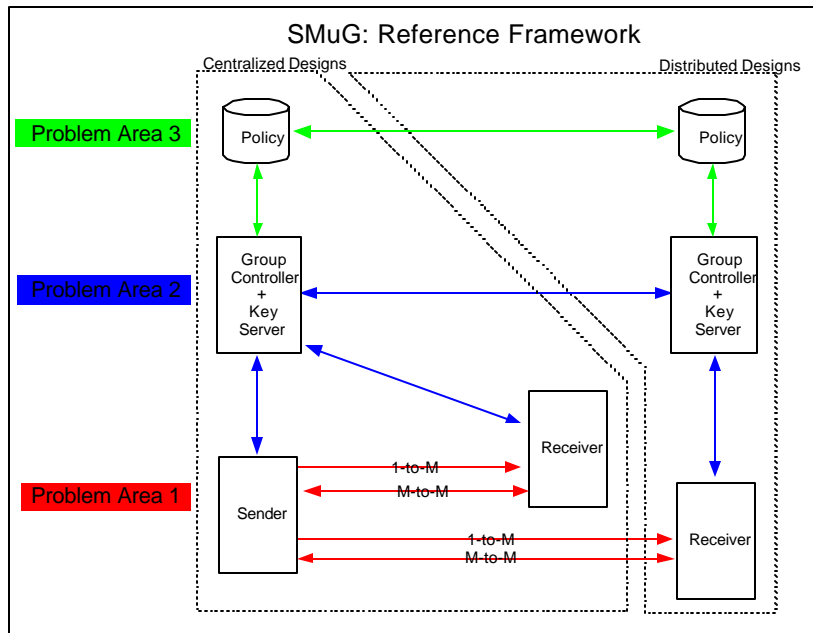 SMuG: Reference Framework
Centralized Designs
Distributed Designs
Problem Area 3
Policy
Policy
Problem Area 2
Group
Controller
+
Key
Server
Group
Controller
+
Key
Server
Receiver
1-to-M
M-to-M
Problem Area 1
Sender
1-to-M
M-to-M
Receiver